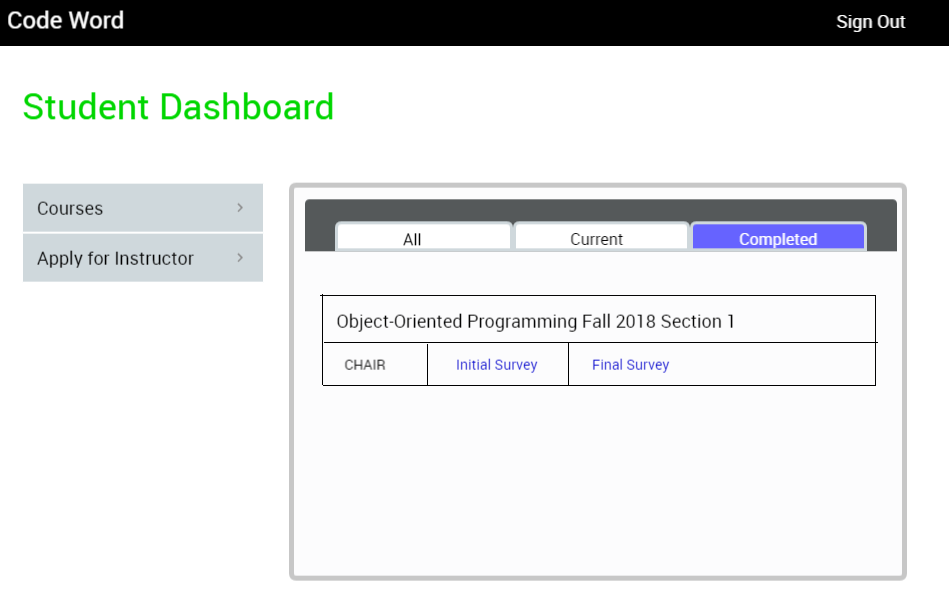 Code Word
Sign Out
Student Dashboard
Courses
Apply for Instructor
All
Current
Completed
Object-Oriented Programming Fall 2018 Section 1
CHAIR
Initial Survey
Final Survey